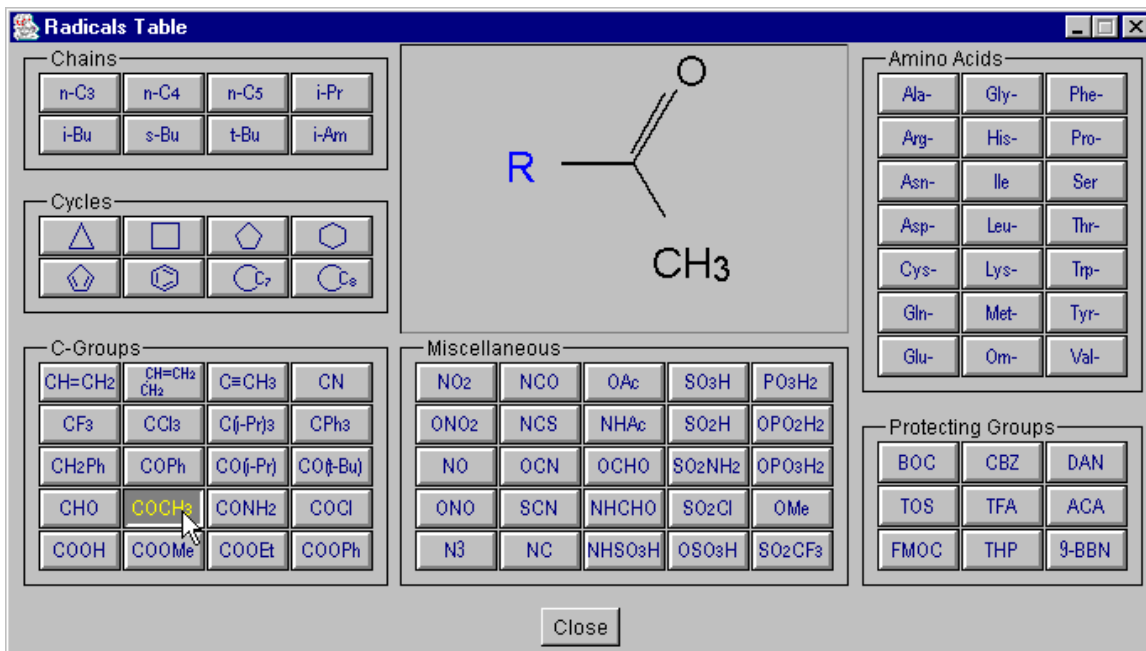 Radicals Table
Chains
n-C3 n-C4 n-C5 i-Pr
i-Bu s-Bu t-Bu i-Am
Cycles
C7 C8
C-Groups
CH=CH2 CH=CH2 CH2 C≡CH3 CN
CF3 CCl3 C(i-Pr)3 CPh3
CH2Ph COPh CO(i-Pr) CO(t-Bu)
CHO COCH3 CONH2 COCl
COOH COOMe COOEt COOPh
O
R
CH3
Miscellaneous
NO2 NCO OAc SO3H PO3H2
ONO2 NCS NHAc SO2H OPO2H2
NO OCN OCHO SO2NH2 OPO3H2
ONO SCN NHCHO SO2Cl OMe
N3 NC NHSO3H OSO3H SO2CF3
Amino Acids
Ala- Gly- Phe-
Arg- His- Pro-
Asn- Ile Ser
Asp- Leu- Thr-
Cys- Lys- Trp-
Gln- Met- Tyr-
Glu- Orn- Val-
Protecting Groups
BOC CBZ DAN
TOS TFA ACA
FMOC THP 9-BBN
Close